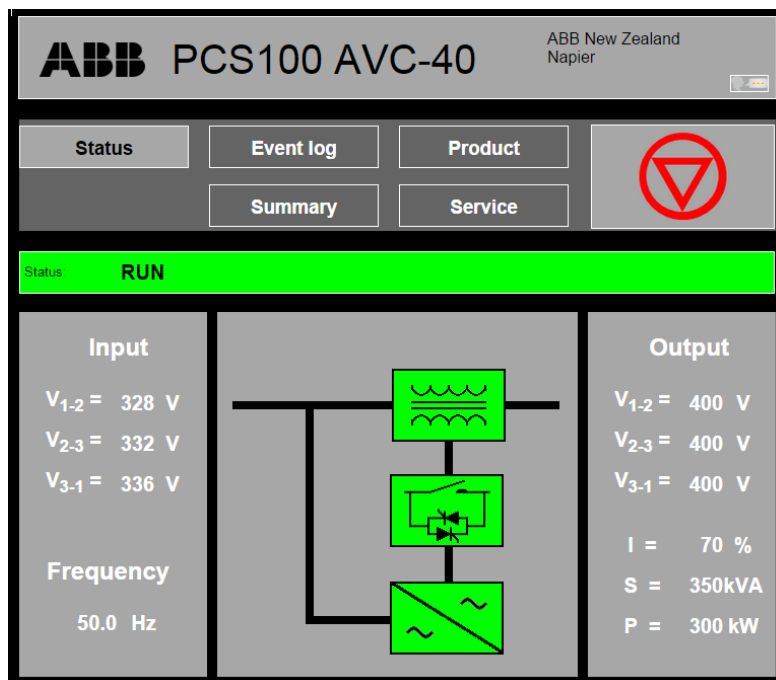 ABB PCS100 AVC-40
ABB New Zealand
Napier
Status
Event log
Product
Summary
Service
Status: RUN
Input
V1-2 = 328 V
V2-3 = 332 V
V3-1 = 336 V
Frequency
50.0 Hz
Output
V1-2 = 400 V
V2-3 = 400 V
V3-1 = 400 V
I = 70 %
S = 350kVA
P = 300 kW